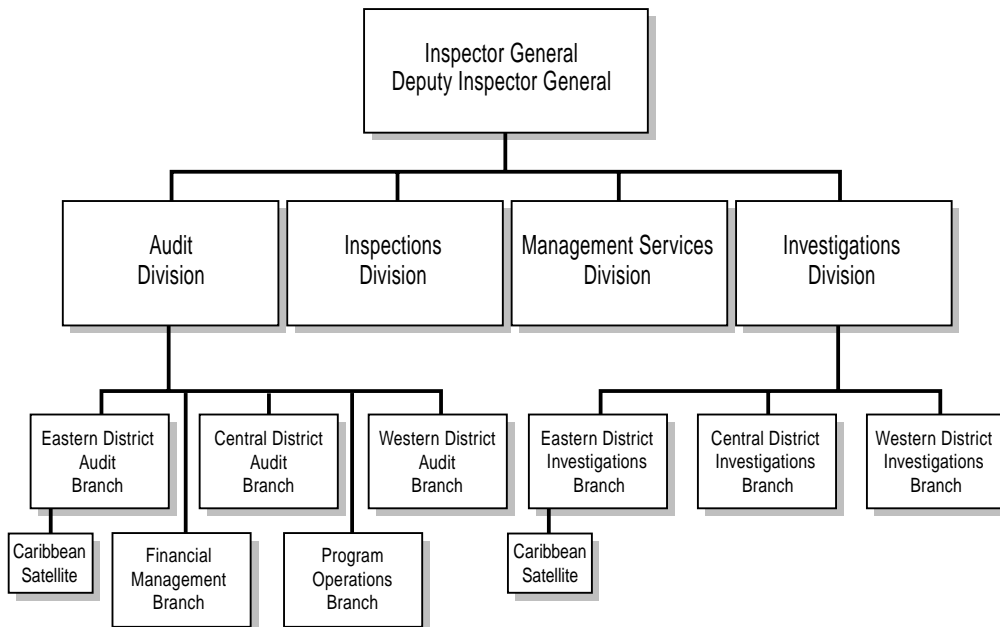 Inspector General
Deputy Inspector General
Audit
Division
Inspections
Division
Management Services
Division
Investigations
Division
Eastern District
Audit
Branch
Central District
Audit
Branch
Western District
Audit
Branch
Eastern District
Investigations
Branch
Central District
Investigations
Branch
Western District
Investigations
Branch
Caribbean
Satellite
Financial
Management
Branch
Program
Operations
Branch
Caribbean
Satellite